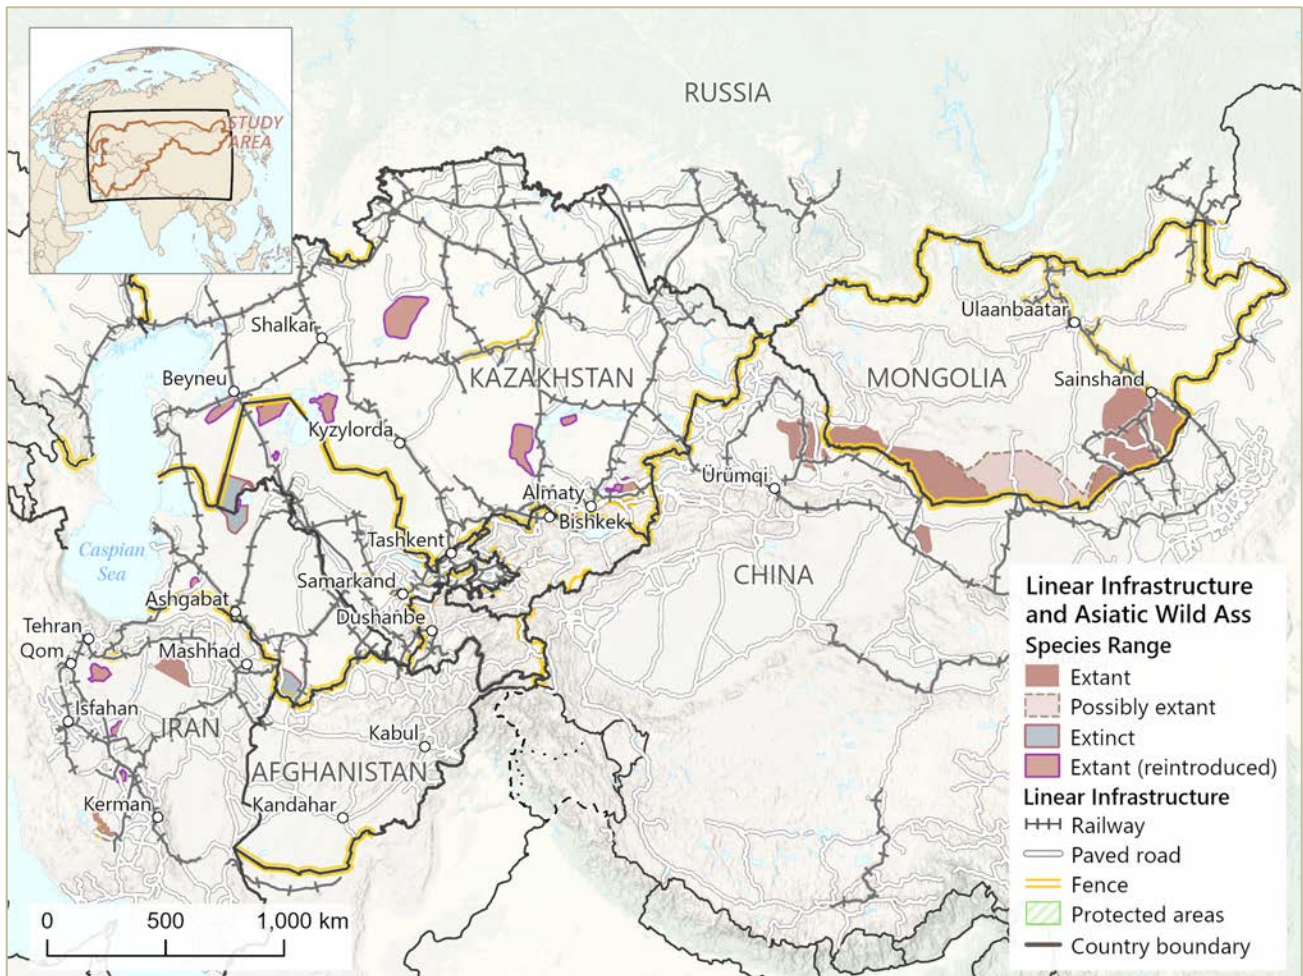 STUDY
AREA
RUSSIA
Ulaanbaatar
Shalkar
Beyneu
KAZAKHSTAN
MONGOLIA
Sainshand
Kyzylorda
Almaty
Ürümqi
Bishkek
Tashkent
Caspian
Sea
CHINA
Samarkand
Ashgabat
Dushanbe
Tehran
Qom
Mashhad
Isfahan
IRAN
Kabul
AFGHANISTAN
Kerman
Kandahar
0 500 1,000 km
Linear Infrastructure
and Asiatic Wild Ass
Species Range
Extant
Possibly extant
Extinct
Extant (reintroduced)
Linear Infrastructure
Railway
Paved road
Fence
Protected areas
Country boundary